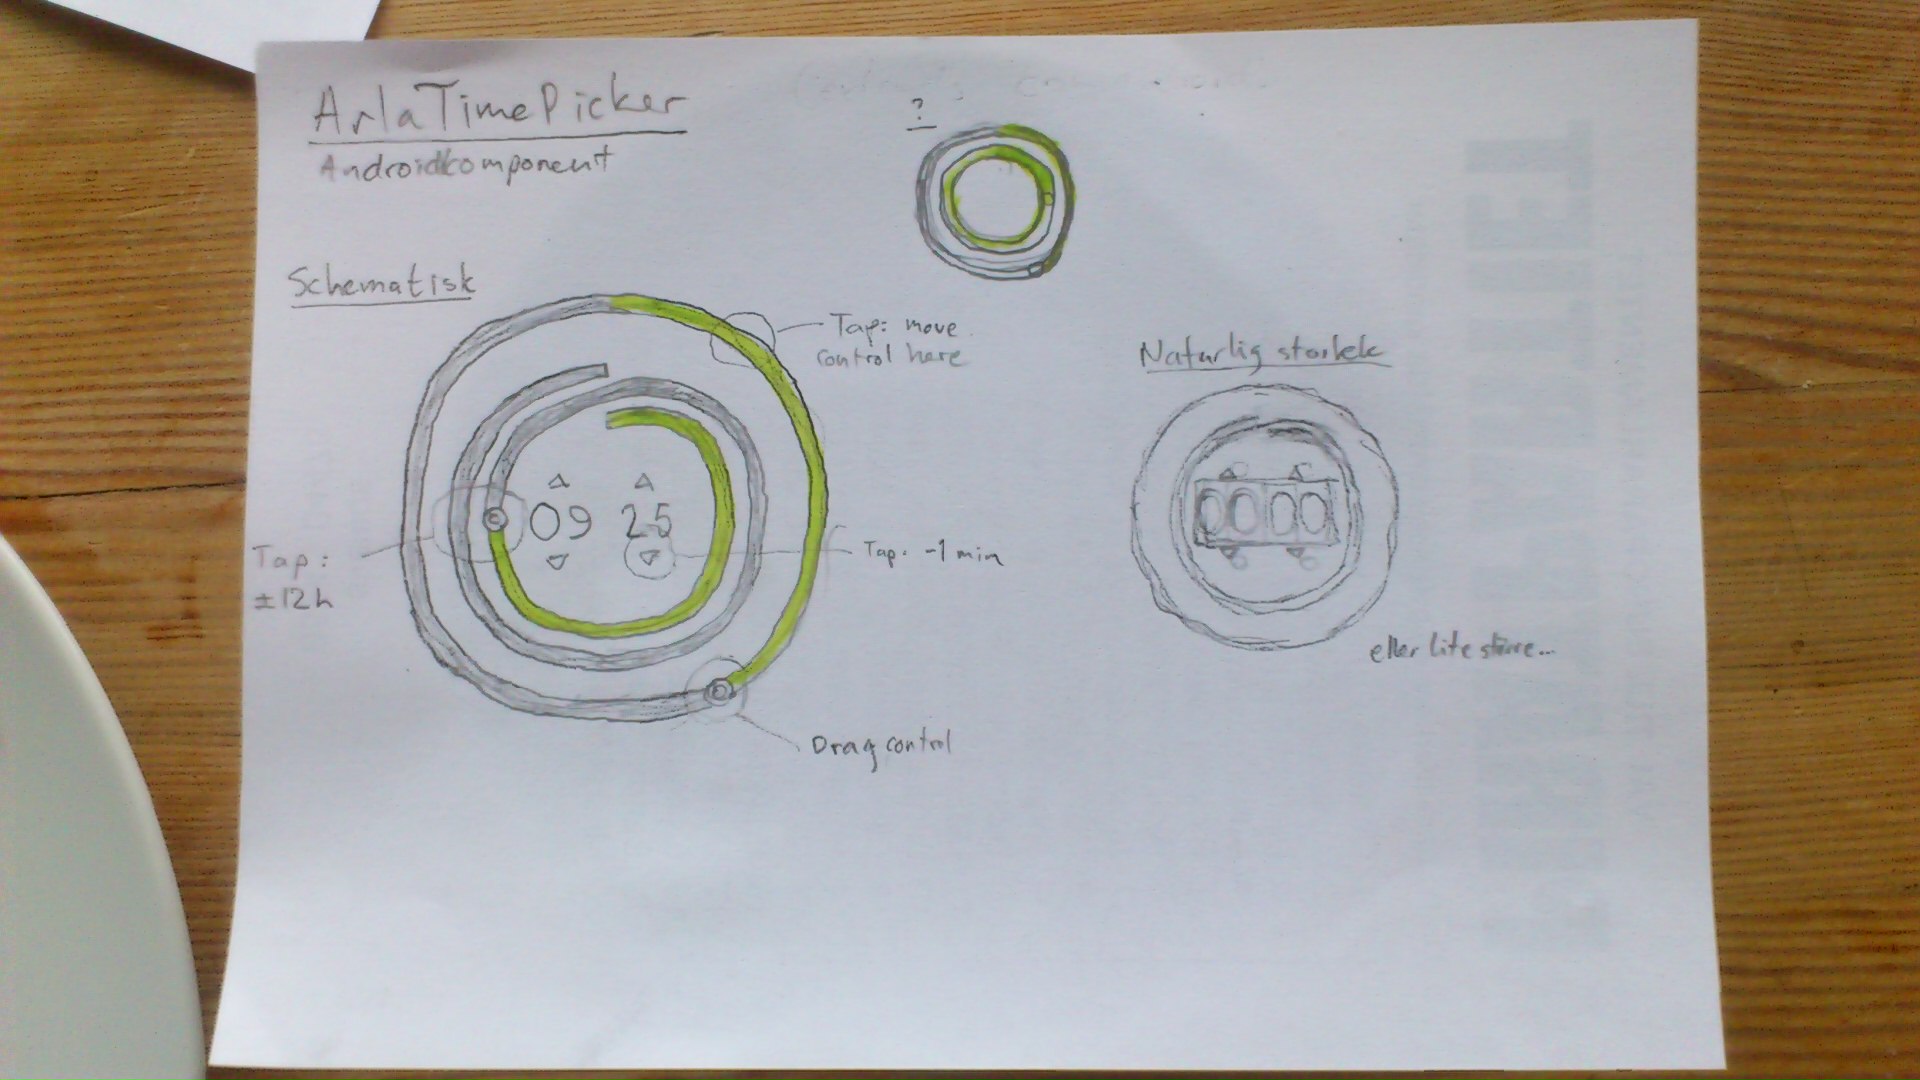 ArlaTimePicker
Androidkomponent
?
Schematisk
Tap: move
control here
Naturlig storlek
09 25
0000
Tap:
±12h
Tap: -1 min
eller lite större...
Drag control